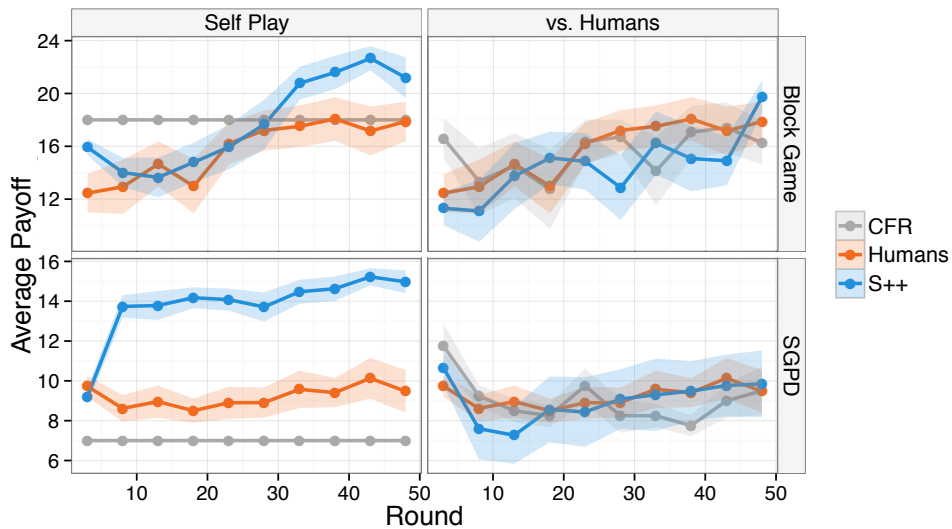 Self Play
vs. Humans
24
20
16
12
Block Game
16
14
12
10
8
6
SGPD
Average Payoff
10
20
30
40
50
10
20
30
40
50
Round
CFR
Humans
S++